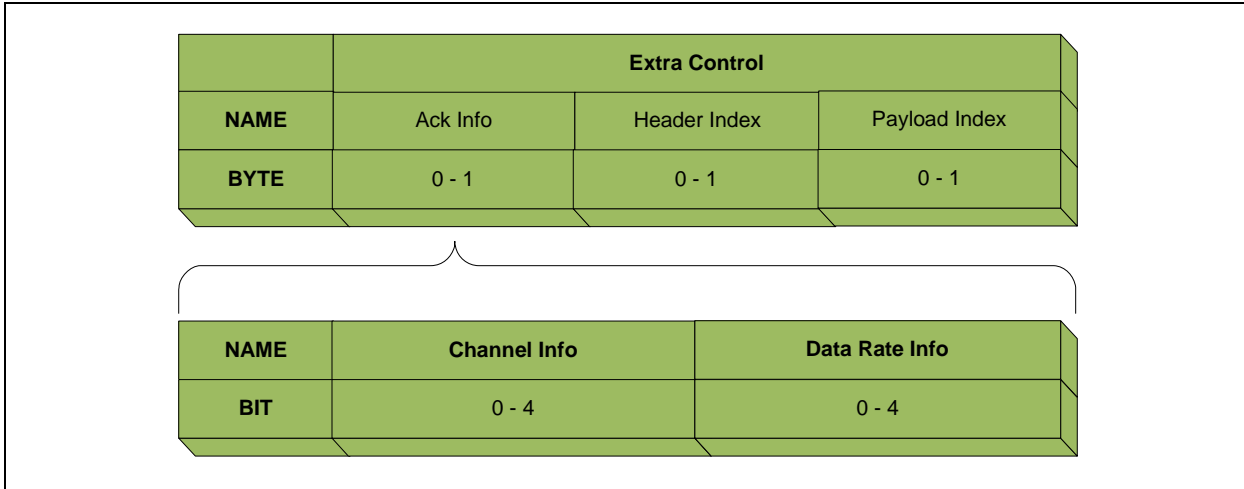 Extra Control
NAME Ack Info Header Index Payload Index
BYTE 0 - 1 0 - 1 0 - 1
NAME Channel Info Data Rate Info
BIT 0 - 4 0 - 4